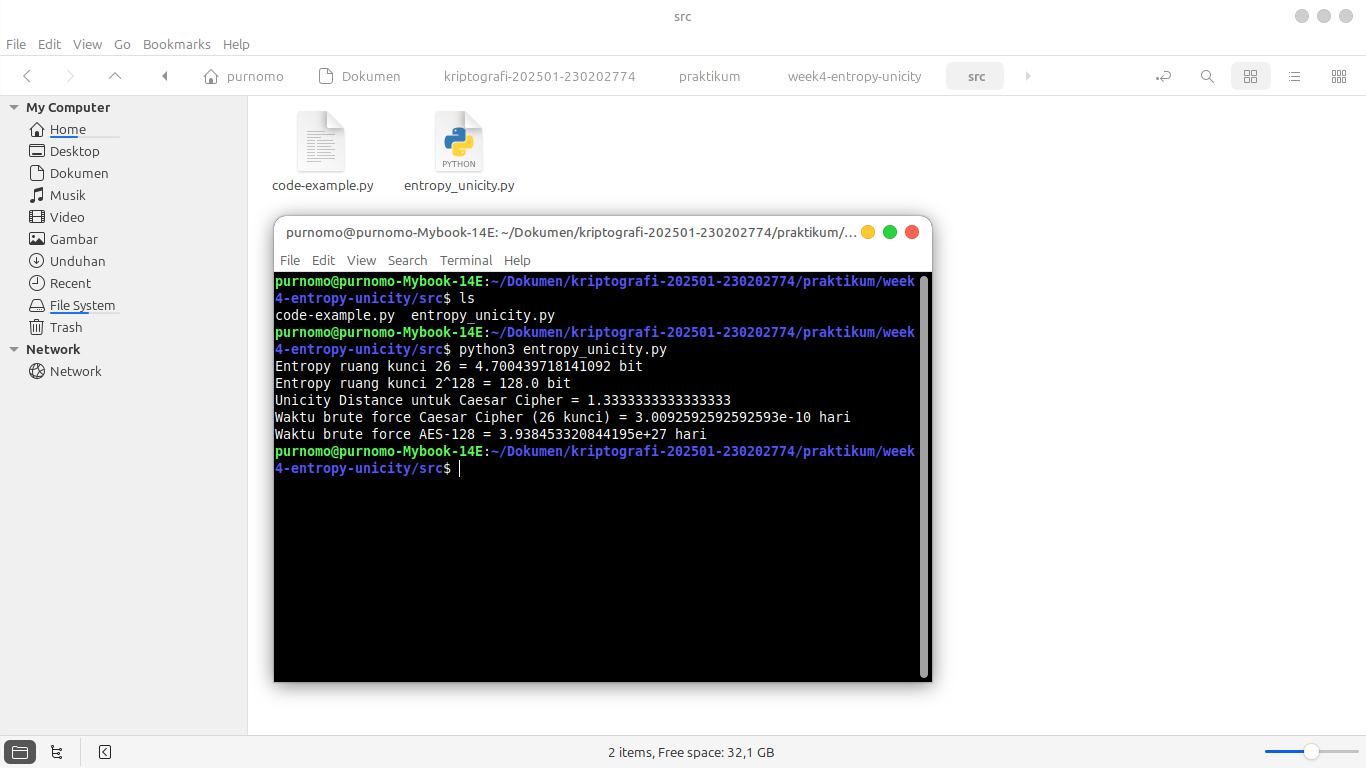 src
File Edit View Go Bookmarks Help
purnomo Dokumen kriptografi-202501-230202774 praktikum week4-entropy-unicity src
My Computer
Home
Desktop
Dokumen
Musik
Video
Gambar
Unduhan
Recent
File System
Trash
Network
Network
PYTHON
code-example.py entropy_unicity.py
purnomo@purnomo-Mybook-14E: ~/Dokumen/kriptografi-202501-230202774/praktikum/...
File Edit View Search Terminal Help
purnomo@purnomo-Mybook-14E:~/Dokumen/kriptografi-202501-230202774/praktikum/week
4-entropy-unicity/src$ ls
code-example.py  entropy_unicity.py
purnomo@purnomo-Mybook-14E:~/Dokumen/kriptografi-202501-230202774/praktikum/week
4-entropy-unicity/src$ python3 entropy_unicity.py
Entropy ruang kunci 26 = 4.700439718141092 bit
Entropy ruang kunci 2^128 = 128.0 bit
Unicity Distance untuk Caesar Cipher = 1.3333333333333333
Waktu brute force Caesar Cipher (26 kunci) = 3.0092592592592593e-10 hari
Waktu brute force AES-128 = 3.938453320844195e+27 hari
purnomo@purnomo-Mybook-14E:~/Dokumen/kriptografi-202501-230202774/praktikum/week
4-entropy-unicity/src$
2 items, Free space: 32,1 GB